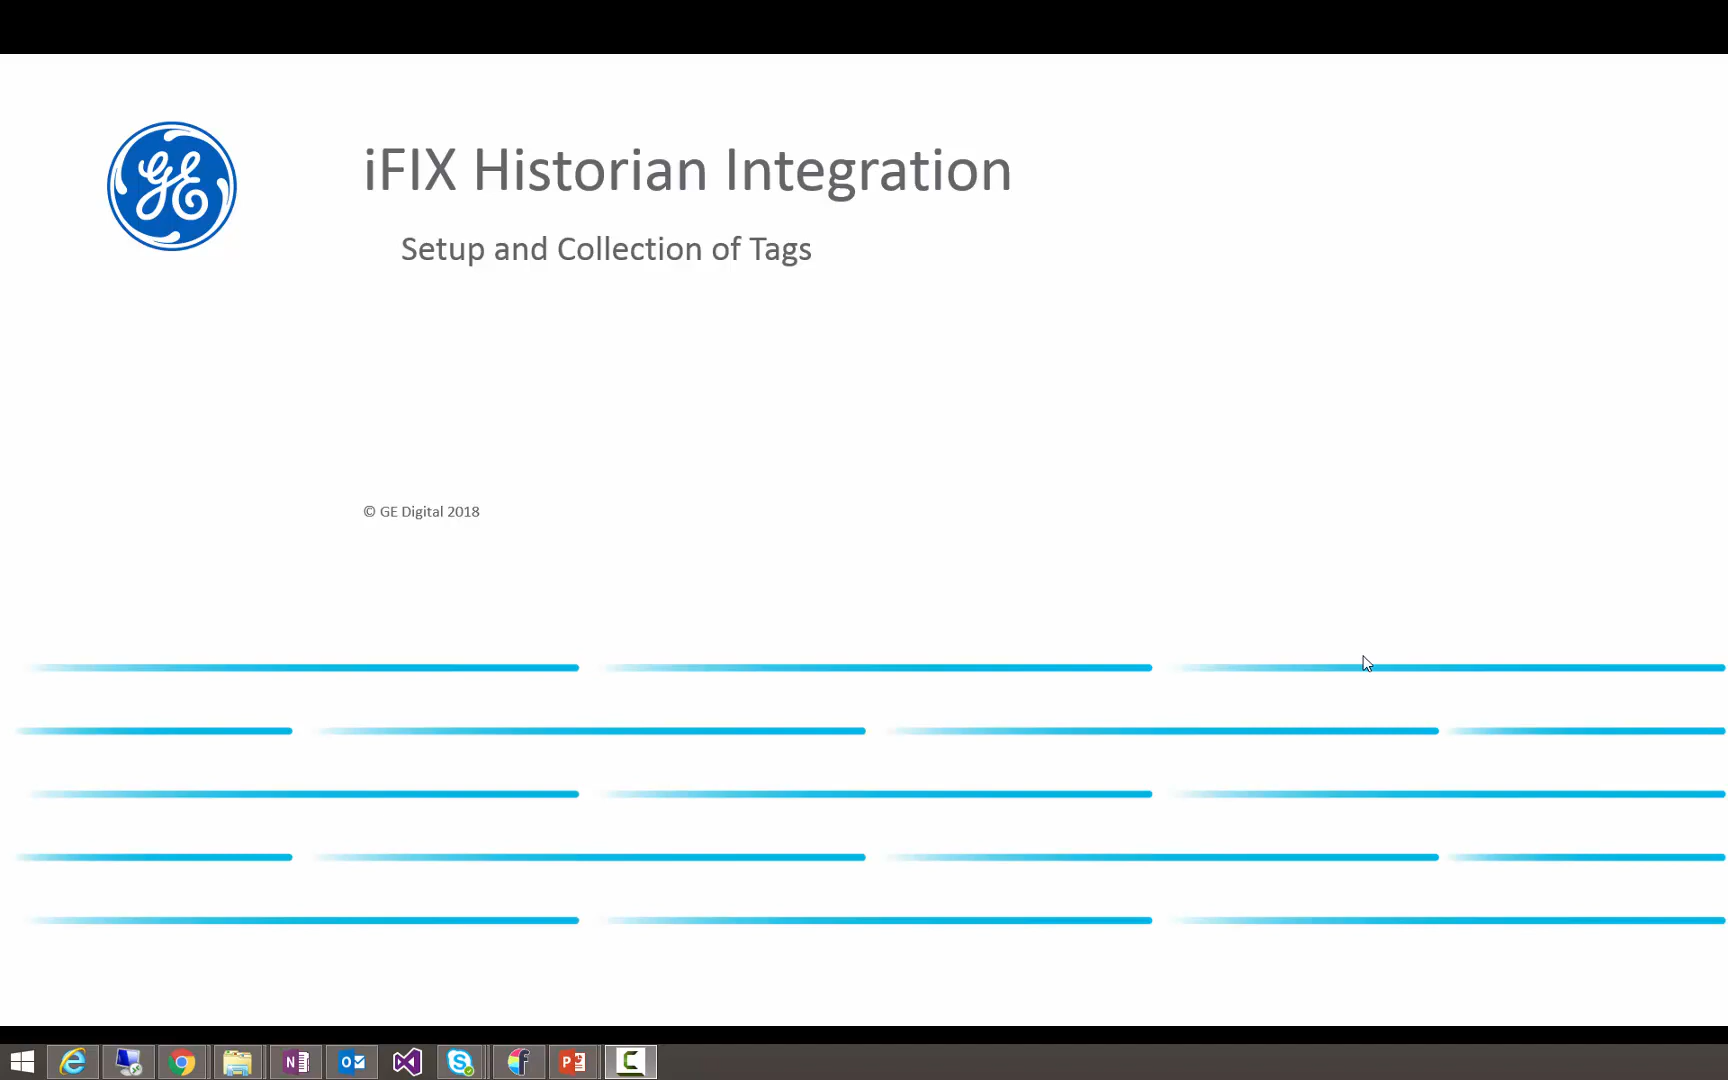 iFIX Historian Integration
Setup and Collection of Tags
© GE Digital 2018